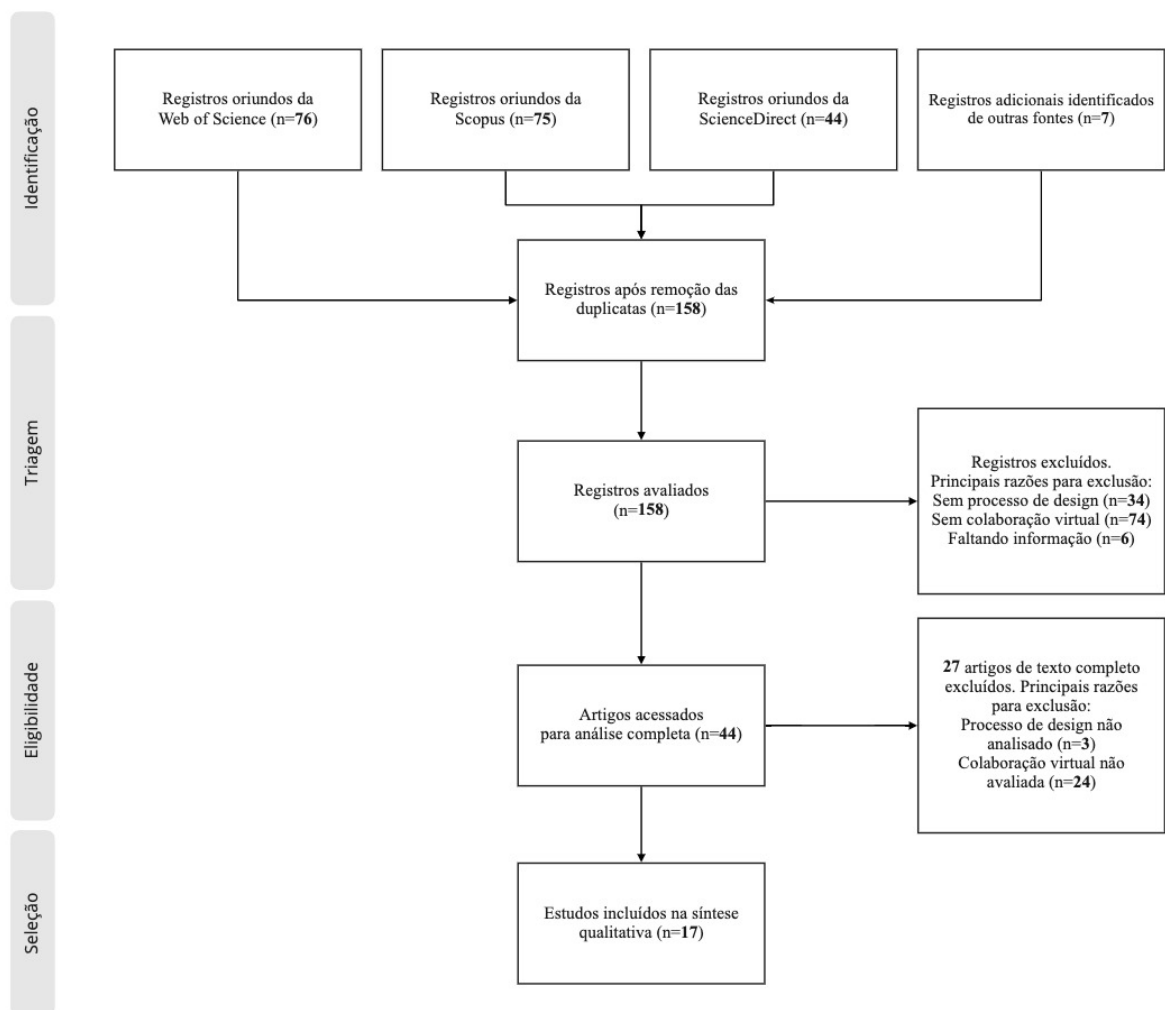 Identificação
Registros oriundos da
Web of Science (n=76)
Registros oriundos da
Scopus (n=75)
Registros oriundos da
ScienceDirect (n=44)
Registros adicionais identificados
de outras fontes (n=7)
Registros após remoção das
duplicatas (n=158)
Triagem
Registros avaliados
(n=158)
Registros excluídos.
Principais razões para exclusão:
Sem processo de design (n=34)
Sem colaboração virtual (n=74)
Faltando informação (n=6)
Eligibilidade
Artigos acessados
para análise completa (n=44)
27 artigos de texto completo
excluídos. Principais razões
para exclusão:
Processo de design não
analisado (n=3)
Colaboração virtual não
avaliada (n=24)
Seleção
Estudos incluídos na síntese
qualitativa (n=17)